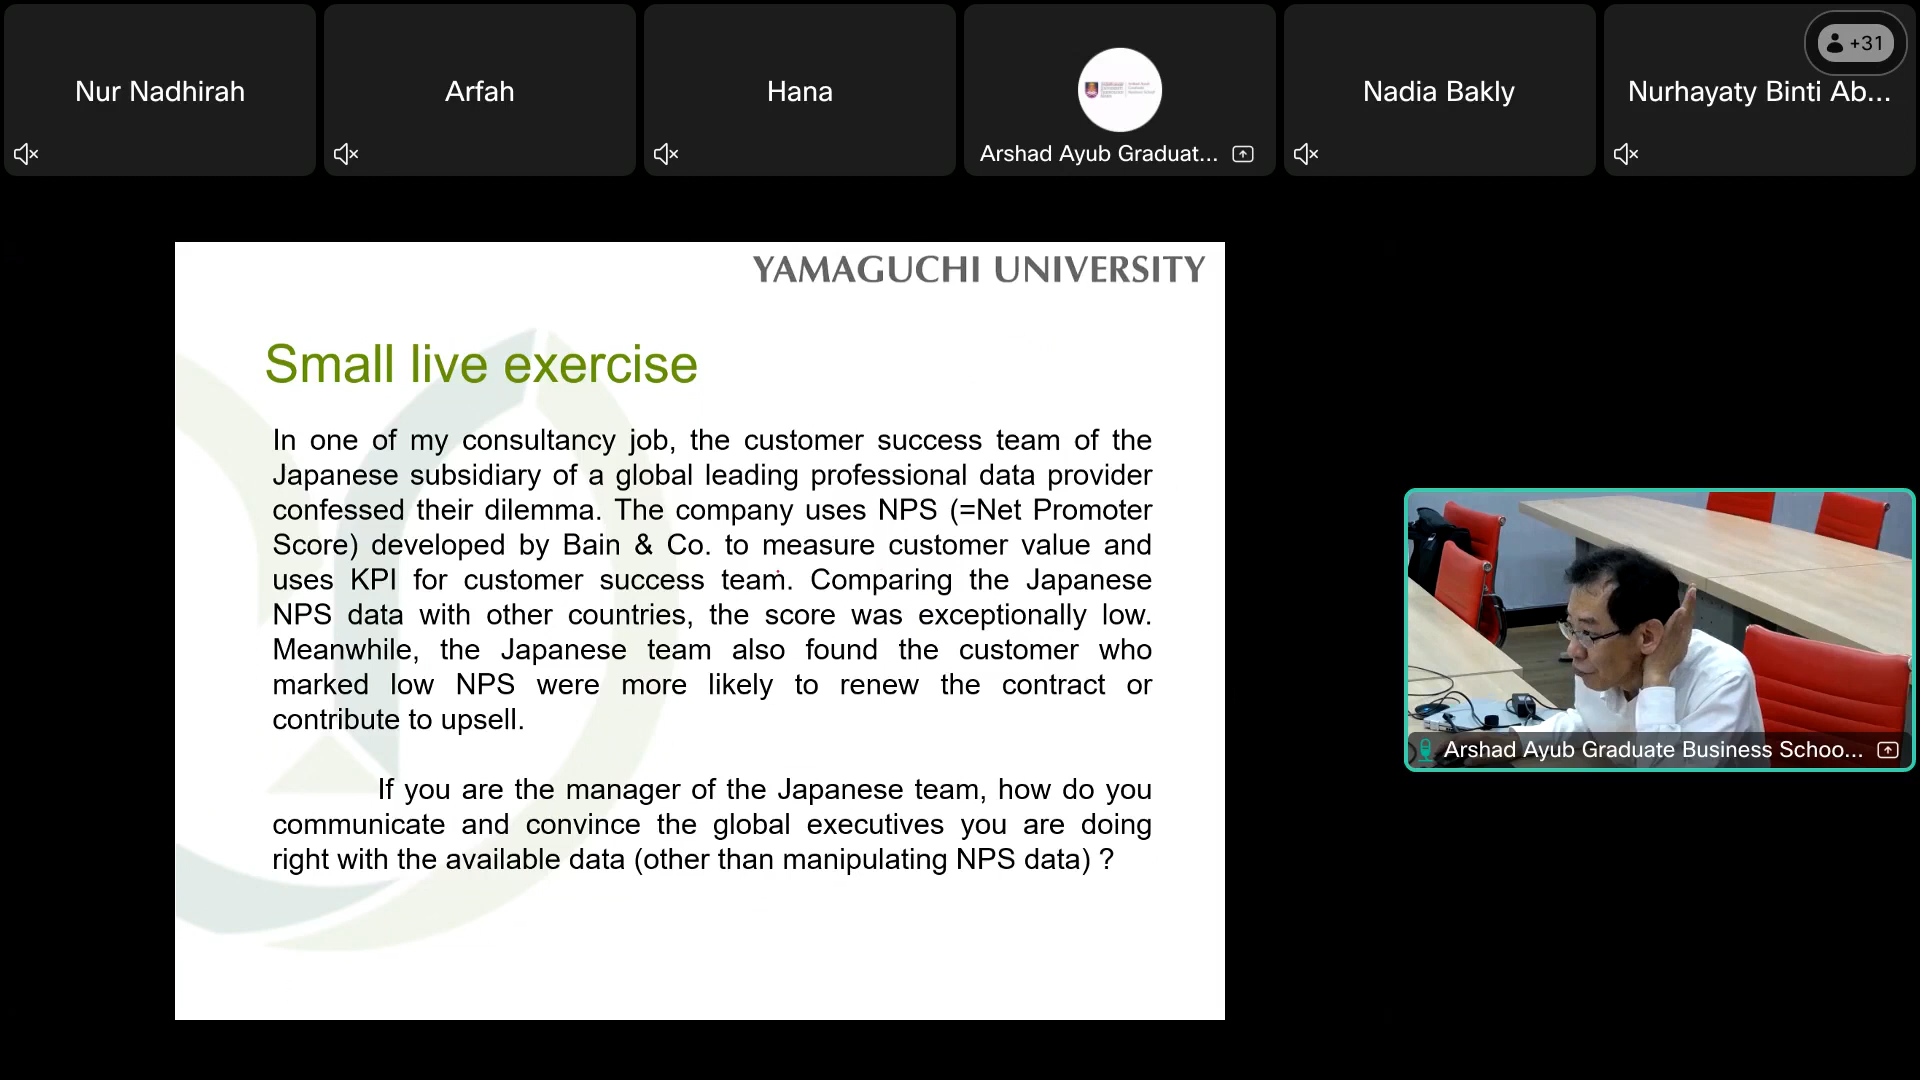 Nur Nadhirah
Arfah
Hana
Arshad Ayub Graduat...
Nadia Bakly
Nurhayaty Binti Ab...
+31
YAMAGUCHI UNIVERSITY
Small live exercise
In one of my consultancy job, the customer success team of the
Japanese subsidiary of a global leading professional data provider
confessed their dilemma. The company uses NPS (=Net Promoter
Score) developed by Bain & Co. to measure customer value and
uses KPI for customer success team. Comparing the Japanese
NPS data with other countries, the score was exceptionally low.
Meanwhile, the Japanese team also found the customer who
marked low NPS were more likely to renew the contract or
contribute to upsell.
If you are the manager of the Japanese team, how do you
communicate and convince the global executives you are doing
right with the available data (other than manipulating NPS data) ?
Arshad Ayub Graduate Business Schoo...